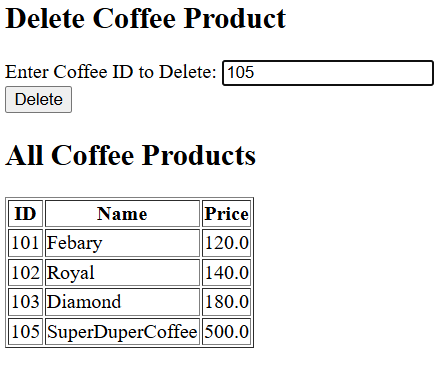 Delete Coffee Product
Enter Coffee ID to Delete: 105
Delete
All Coffee Products
ID Name Price
101 Febary 120.0
102 Royal 140.0
103 Diamond 180.0
105 SuperDuperCoffee 500.0